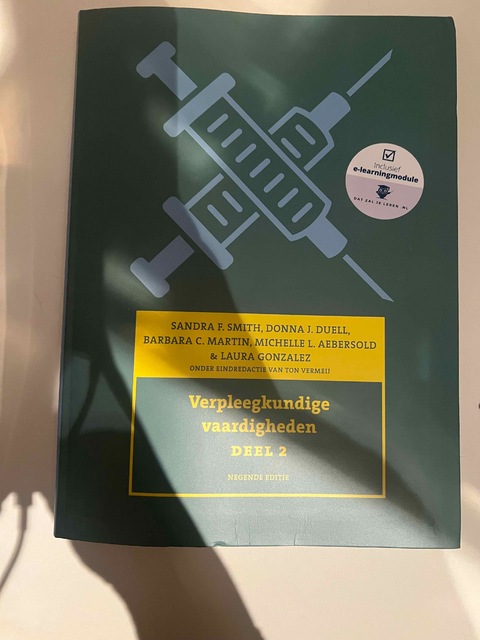 Inclusief
e-learningmodule
DAT ZAL JE LEREN .NL
SANDRA F. SMITH, DONNA J. DUELL,
BARBARA C. MARTIN, MICHELLE L. AEBERSOLD
& LAURA GONZALEZ
ONDER EINDREDACTIE VAN TON VERMEIJ
Verpleegkundige
vaardigheden
DEEL 2
NEGENDE EDITIE